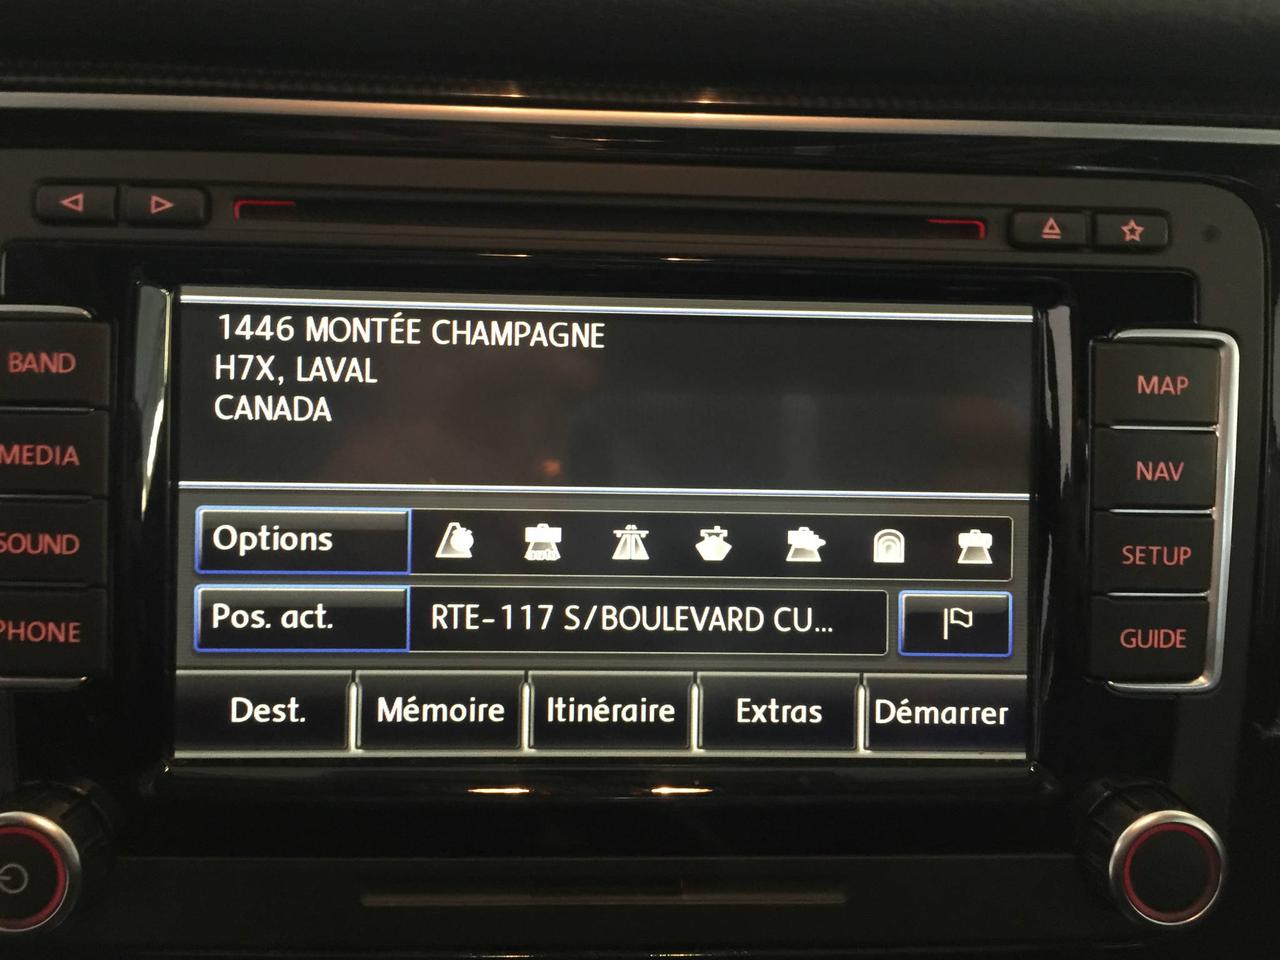 1446 MONTÉE CHAMPAGNE
H7X, LAVAL
CANADA
BAND
MEDIA
SOUND
PHONE
MAP
NAV
SETUP
GUIDE
Options
auto
Pos. act.
RTE-117 S/BOULEVARD CU...
Dest.
Mémoire
Itinéraire
Extras
Démarrer